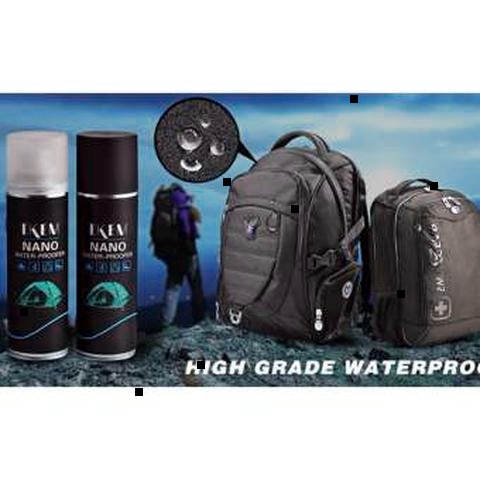 NANO
WATER-PROOFER
NANO
WATER-PROOFER
HIGH GRADE WATERPROO